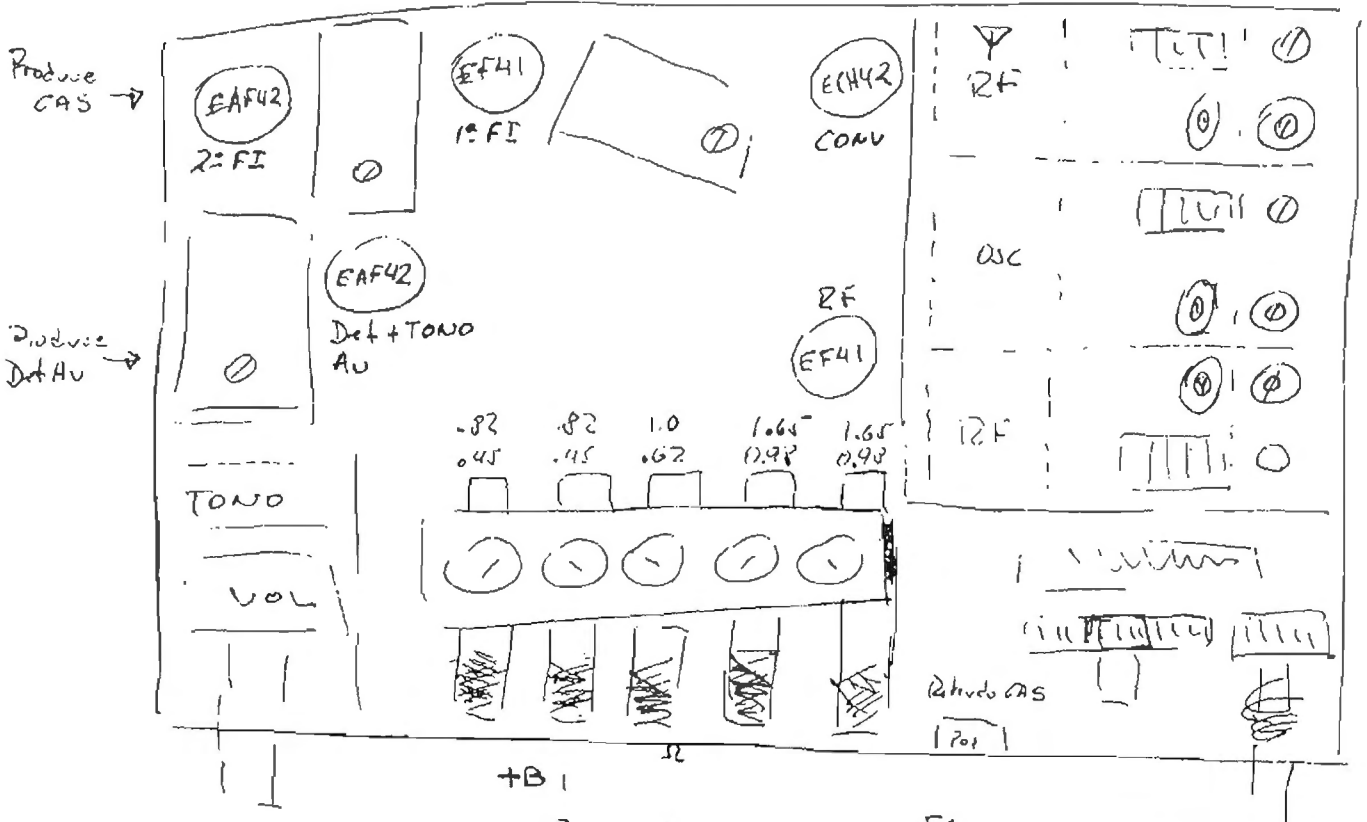 Produce
CAS
EAF42
2º FI
EF41
1º FI
ECH42
CONV
RF
OSC
RF
EAF42
Det + TONO
AU
Produce
Det AU
RF
EF41
.82
.45
.82
.45
1.0
.62
1.65
0.98
1.65
0.98
TONO
VOL
CAS
+B